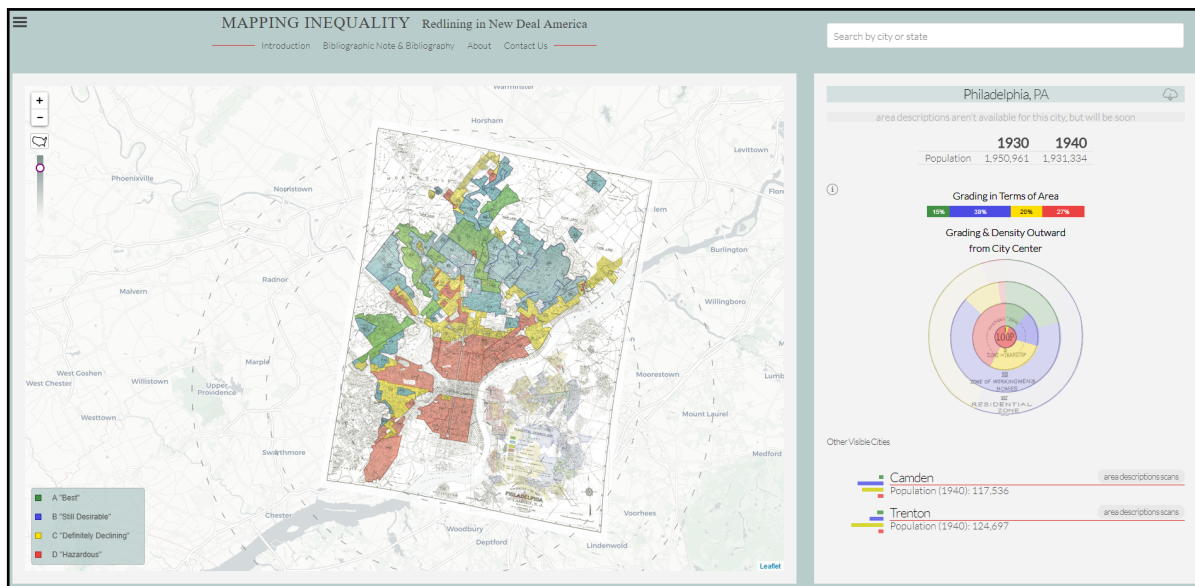 MAPPING INEQUALITY Redlining in New Deal America
Introduction Bibliographic Note & Bibliography About Contact Us
Search by city or state
+
−
Warminster
Horsham
Levittown
Phoenixville
Norristown
Burlington
Radnor
Malvern
Willingboro
Marple
West Goshen
West Chester
Willistown
Upper
Providence
Moorestown
Westtown
Mount Laurel
Swarthmore
Medford
Chester
Voorhees
Woodbury
Deptford
Lindenwold
PHILADELPHIA
A "Best"
B "Still Desirable"
C "Definitely Declining"
D "Hazardous"
Leaflet
Philadelphia, PA
area descriptions aren't available for this city, but will be soon
1930 1940
Population 1,950,961 1,931,334
Grading in Terms of Area
15% 38% 20% 27%
Grading & Density Outward
from City Center
LOOP
ZONE OF WORKINGMEN'S
HOMES
RESIDENTIAL
ZONE
Other Visible Cities
Camden area descriptions scans
Population (1940): 117,536
Trenton area descriptions scans
Population (1940): 124,697